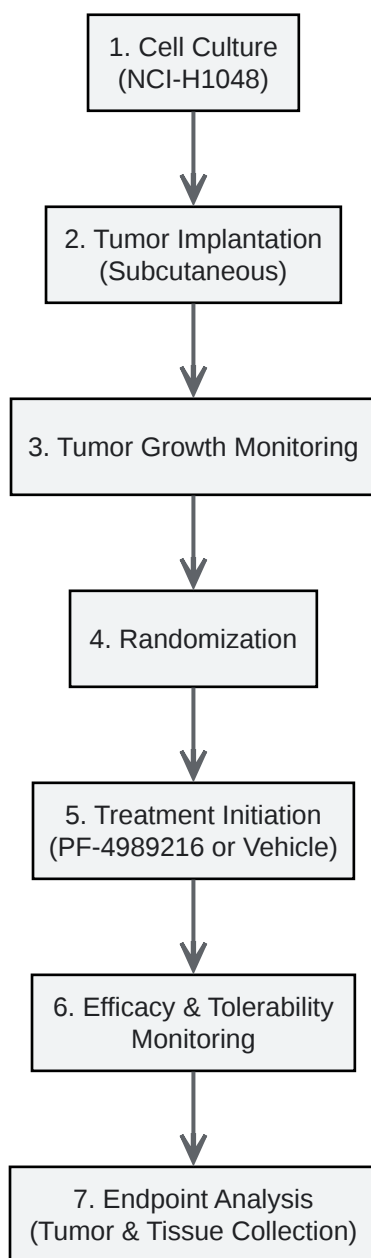 1. Cell Culture
(NCI-H1048)
2. Tumor Implantation
(Subcutaneous)
3. Tumor Growth Monitoring
4. Randomization
5. Treatment Initiation
(PF-4989216 or Vehicle)
6. Efficacy & Tolerability
Monitoring
7. Endpoint Analysis
(Tumor & Tissue Collection)